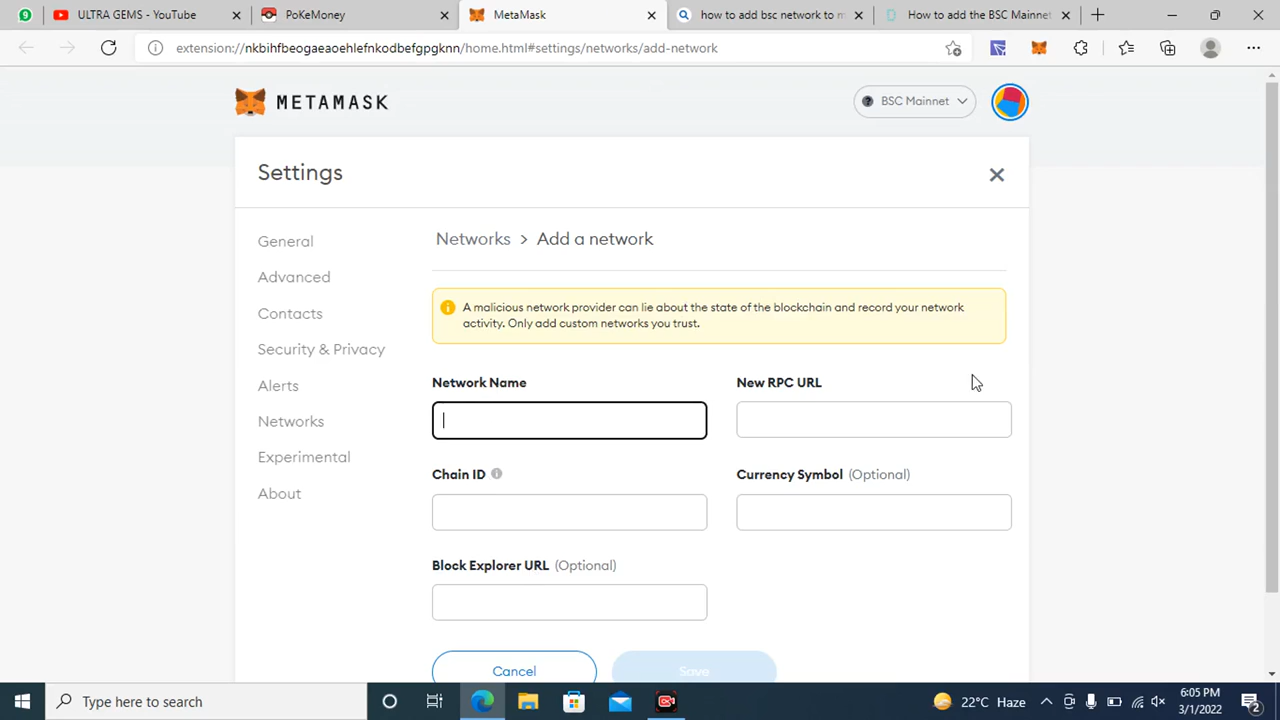 9
ULTRA GEMS - YouTube
PoKeMoney
MetaMask
how to add bsc network to m
How to add the BSC Mainnet
extension://nkbihfbeogaeaoehlefnkodbefgpgknn/home.html#settings/networks/add-network
METAMASK
BSC Mainnet
Settings
General
Advanced
Contacts
Security & Privacy
Alerts
Networks
Experimental
About
Networks > Add a network
A malicious network provider can lie about the state of the blockchain and record your network
activity. Only add custom networks you trust.
Network Name
New RPC URL
Chain ID
Currency Symbol (Optional)
Block Explorer URL (Optional)
Cancel
Save
Type here to search
22°C Haze
6:05 PM
3/1/2022
2